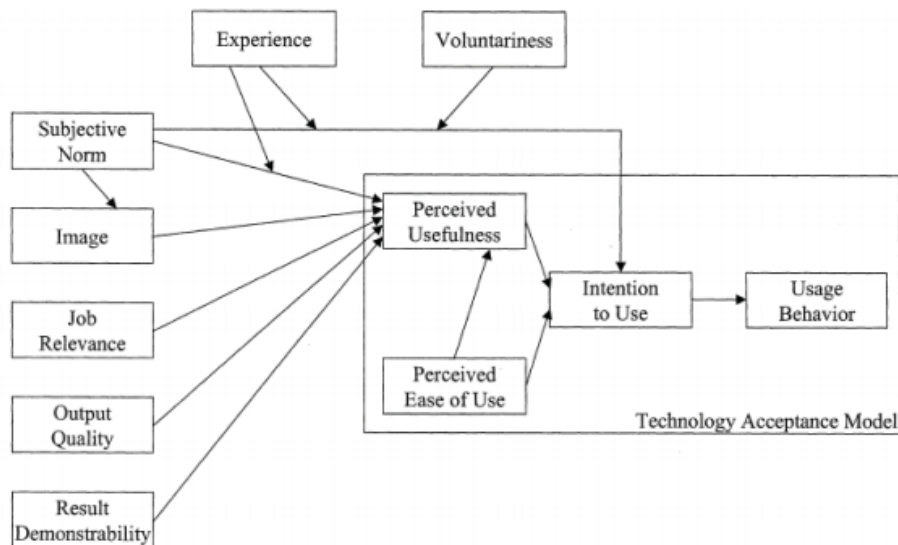 Experience
Voluntariness
Subjective
Norm
Image
Job
Relevance
Output
Quality
Result
Demonstrability
Perceived
Usefulness
Perceived
Ease of Use
Intention
to Use
Usage
Behavior
Technology Acceptance Model